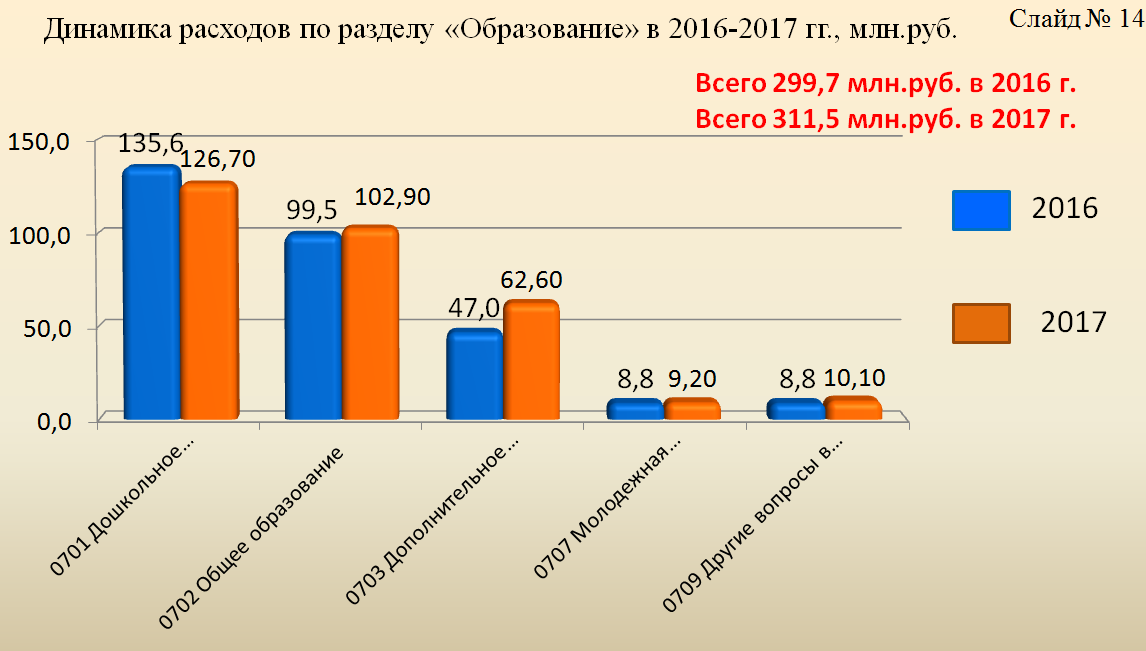 Слайд № 14
Динамика расходов по разделу «Образование» в 2016-2017 гг., млн.руб.
Всего 299,7 млн.руб. в 2016 г.
Всего 311,5 млн.руб. в 2017 г.
150,0
100,0
50,0
0,0
135,6
126,70
99,5
102,90
47,0
62,60
8,8
9,20
8,8
10,10
2016
2017
0701 Дошкольное...
0702 Общее образование
0703 Дополнительное...
0707 Молодежная...
0709 Другие вопросы в...